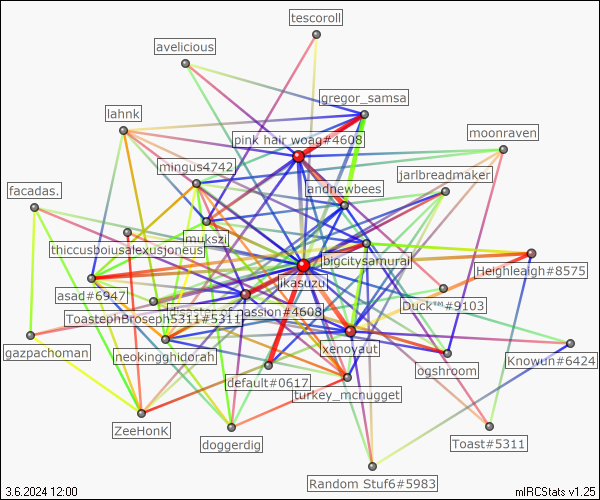 tescoroll
avelicious
gregor_samsa
lahnk
pink hair woag#4608
moonraven
mingus4742
jarlbreadmaker
andnewbees
facadas.
imukszi
thiccusboiusalexusjoneus
bigcitysamurai
Heighleaigh#8575
ikasuzu
asad#6947
Duck™#9103
ToastephBroseph5311#5311
assion#4608
xenoyaut
gazpachoman
neokingghidorah
Knowun#6424
ogshroom
default#0617
turkey_mcnugget
ZeeHonK
doggerdig
Toast#5311
Random Stuf6#5983
3.6.2024 12:00
mIRCStats v1.25